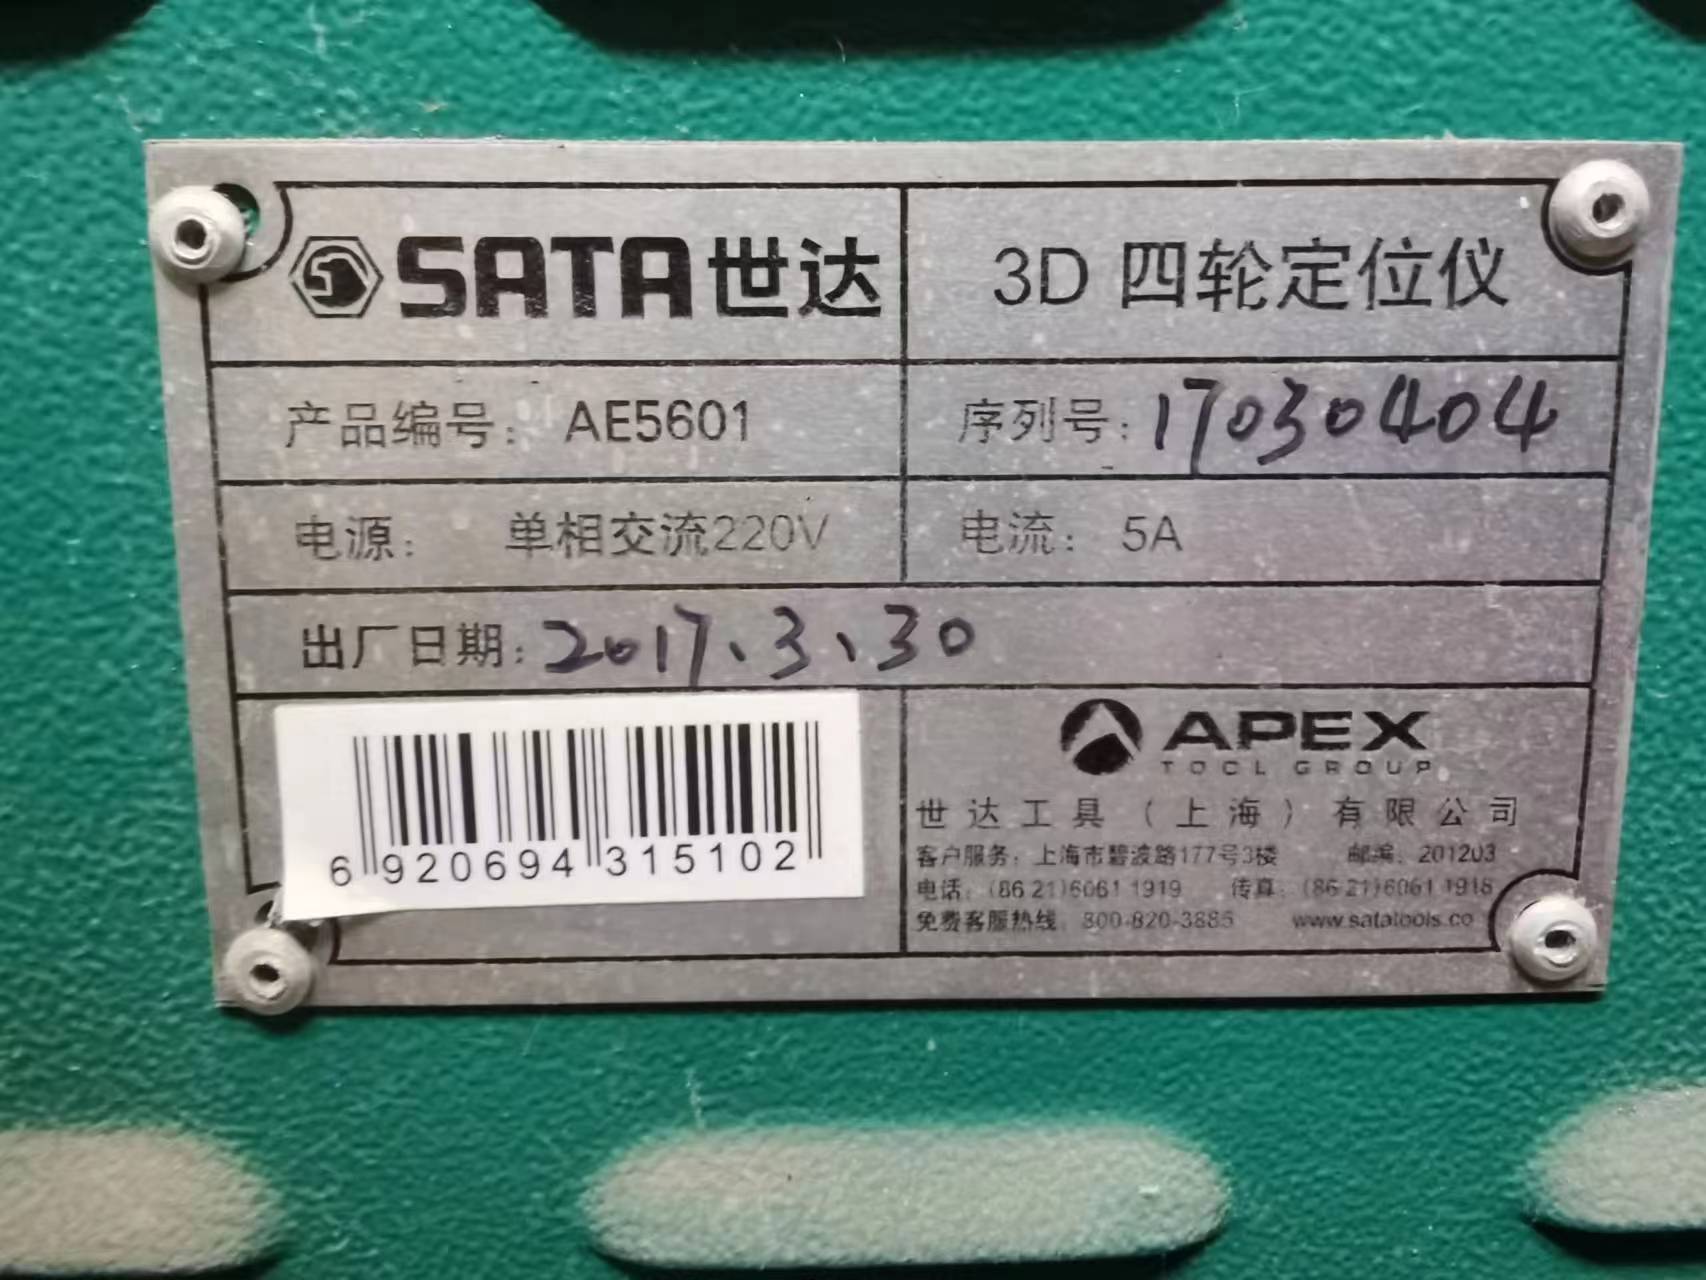 SATA世达
3D 四轮定位仪
产品编号: AE5601
序列号: 17030404
电源: 单相交流220V
电流: 5A
出厂日期: 2017.3.30
6 920694 315102
APEX
TOOL GROUP
世达工具（上海）有限公司
客户服务: 上海市碧波路177号3楼 邮编: 201203
电话: (86 21)6061 1919 传真: (86 21)6061 1918
免费客服热线: 800-820-3885 www.satatools.co